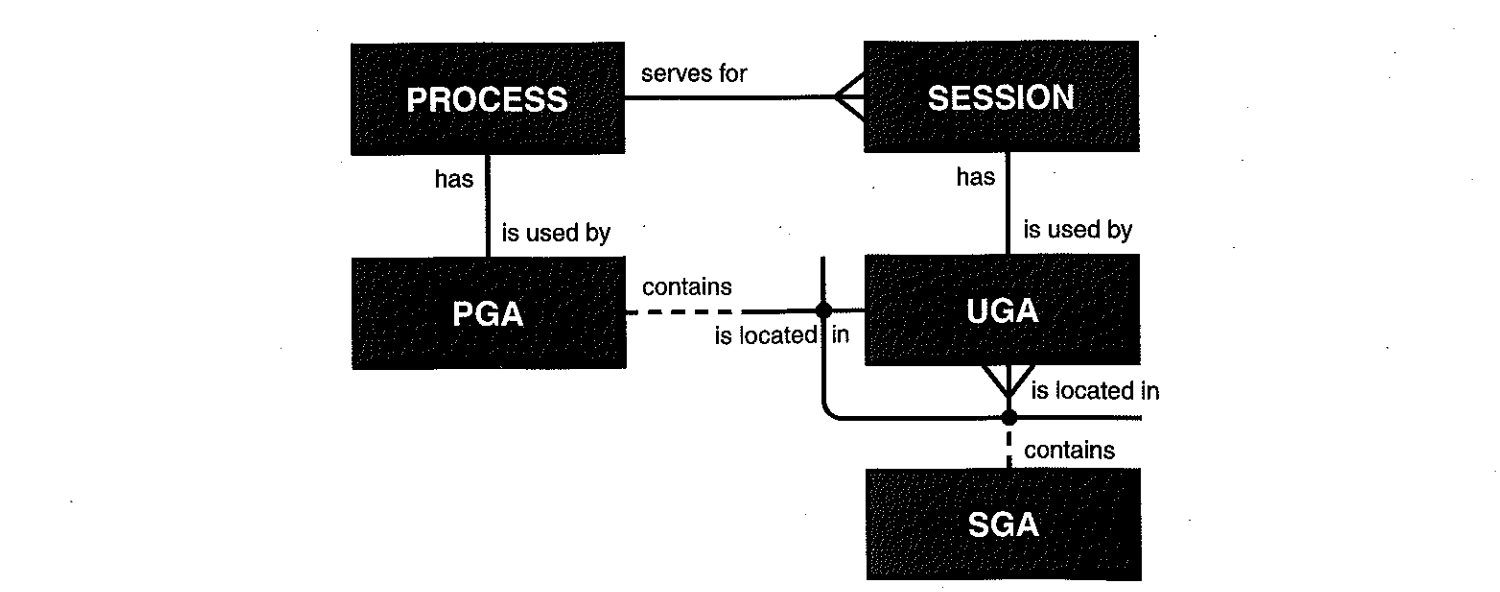 PROCESS
serves for
SESSION
has
has
is used by
is used by
PGA
contains
is located in
UGA
is located in
contains
SGA